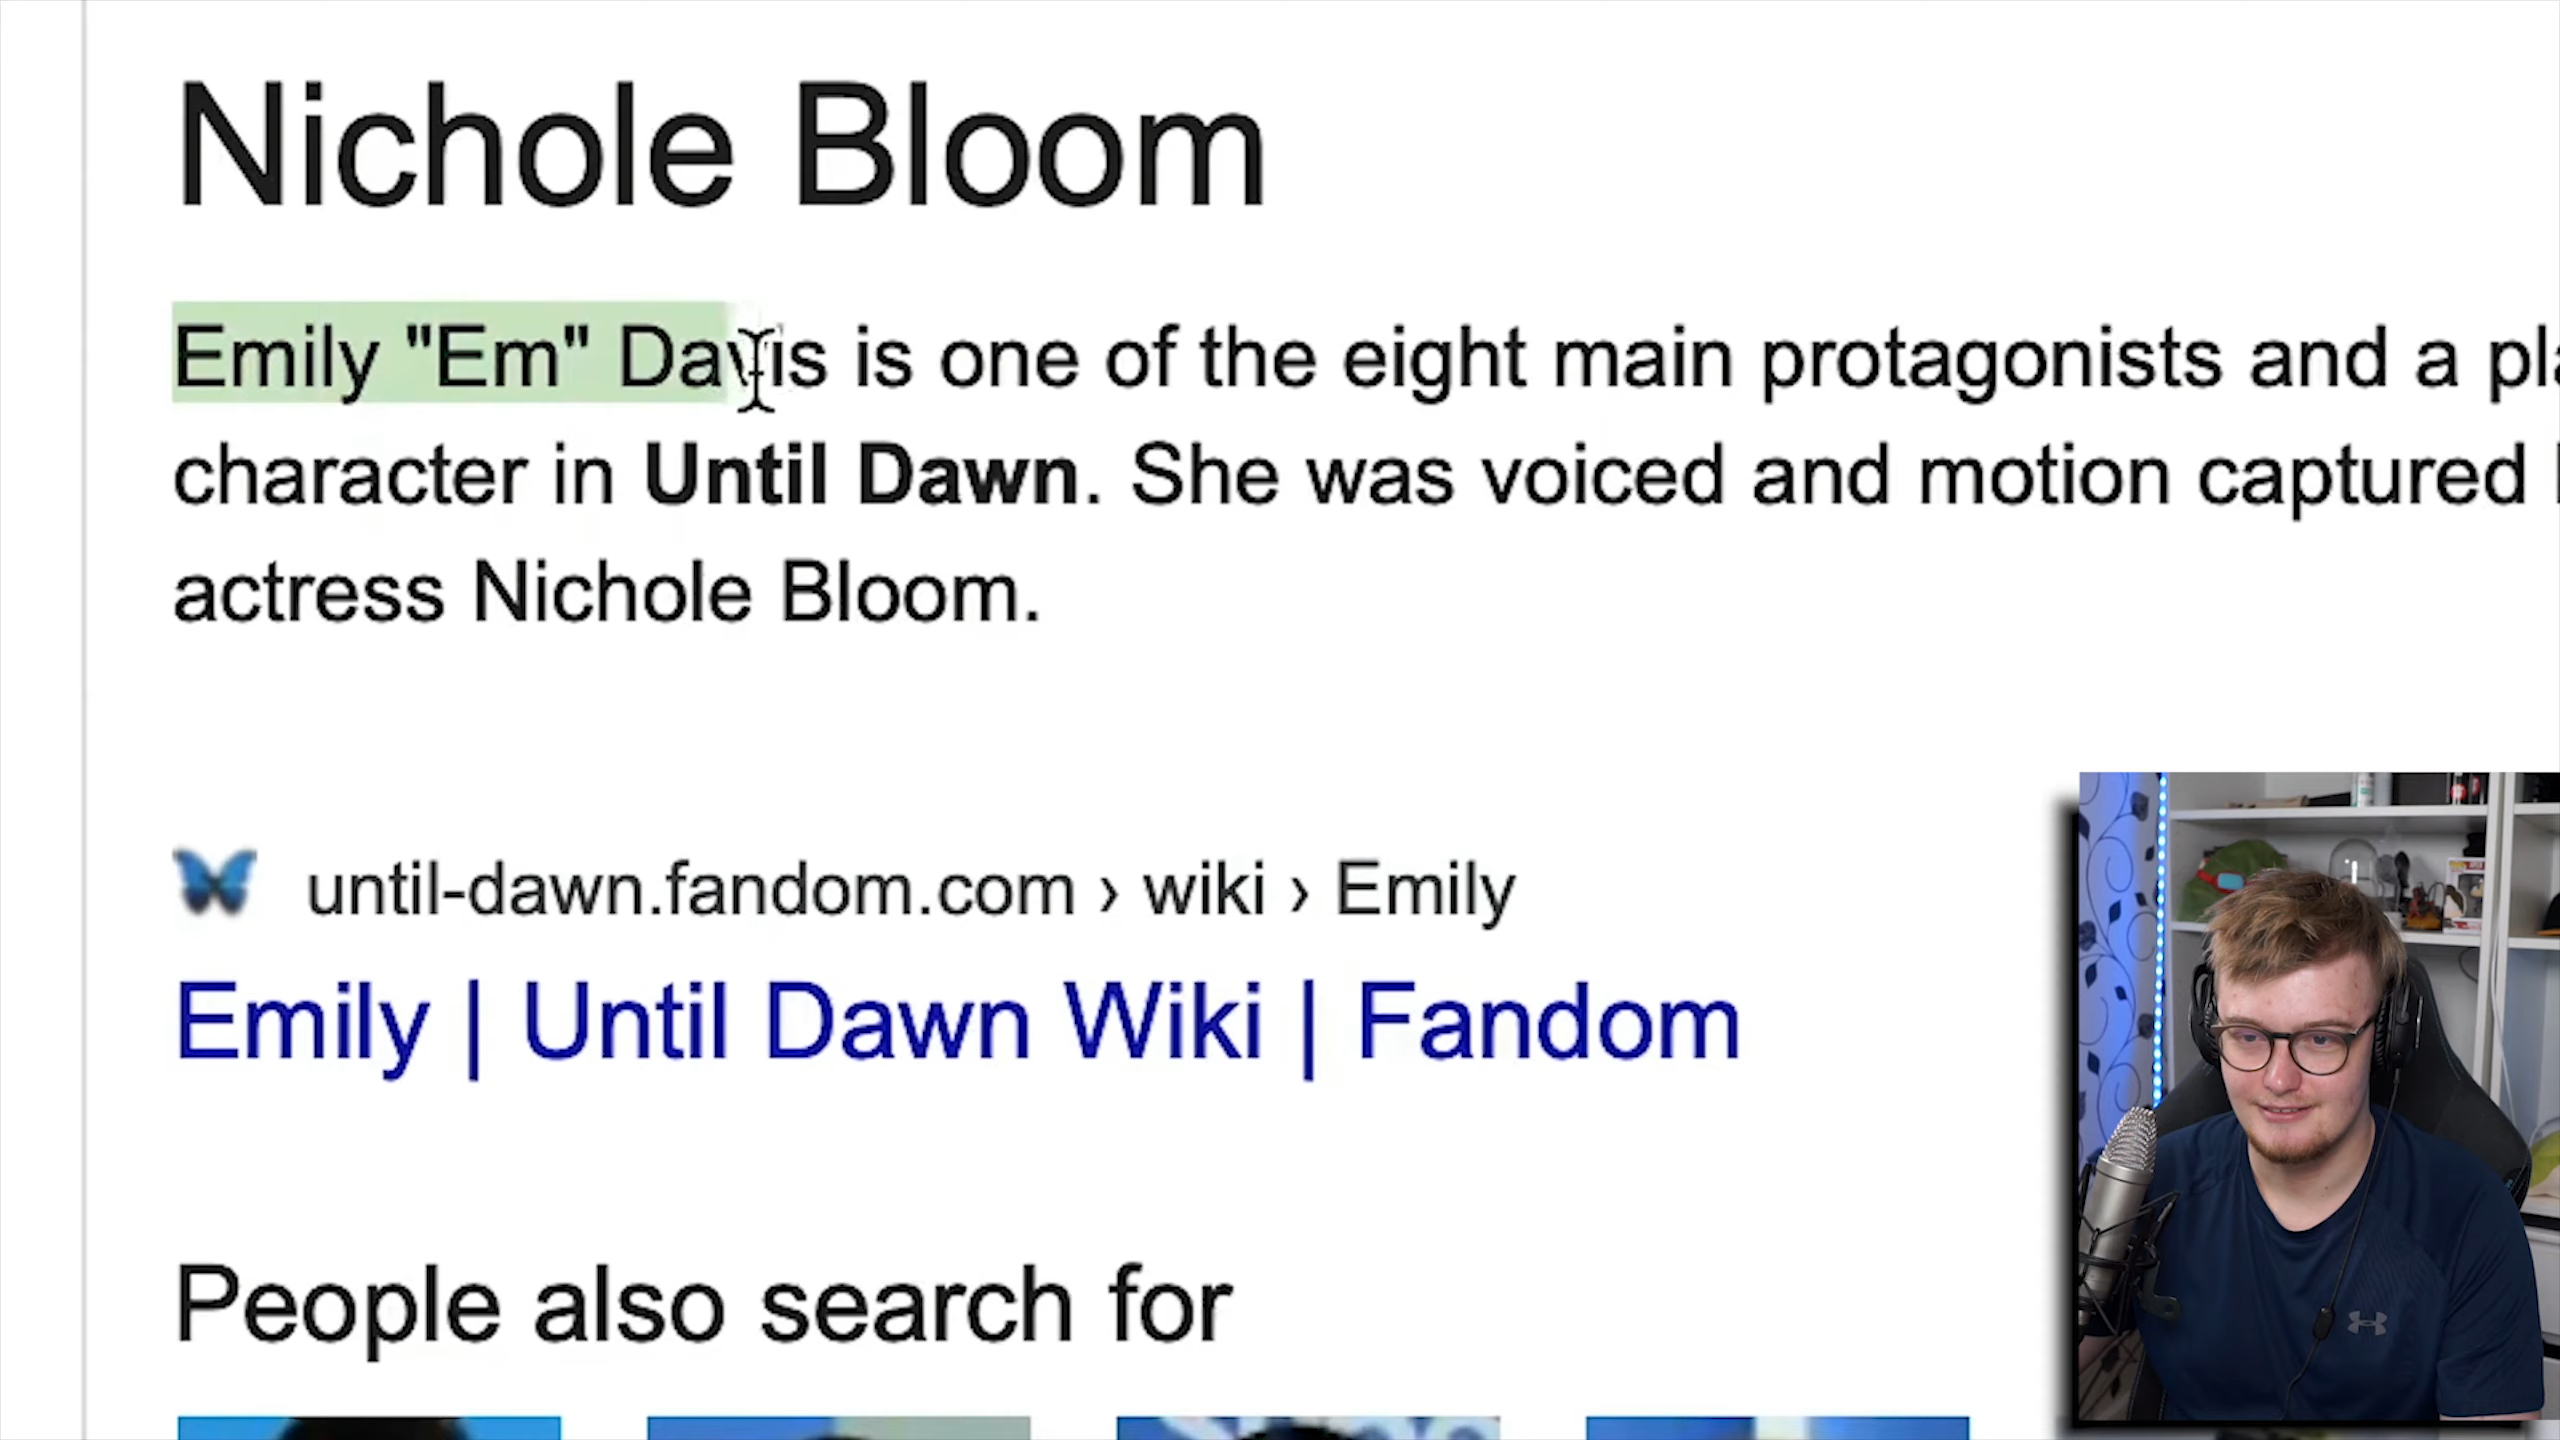 Nichole Bloom
Emily "Em" Davis is one of the eight main protagonists and a
character in Until Dawn. She was voiced and motion captured
actress Nichole Bloom.
until-dawn.fandom.com › wiki › Emily
Emily | Until Dawn Wiki | Fandom
People also search for